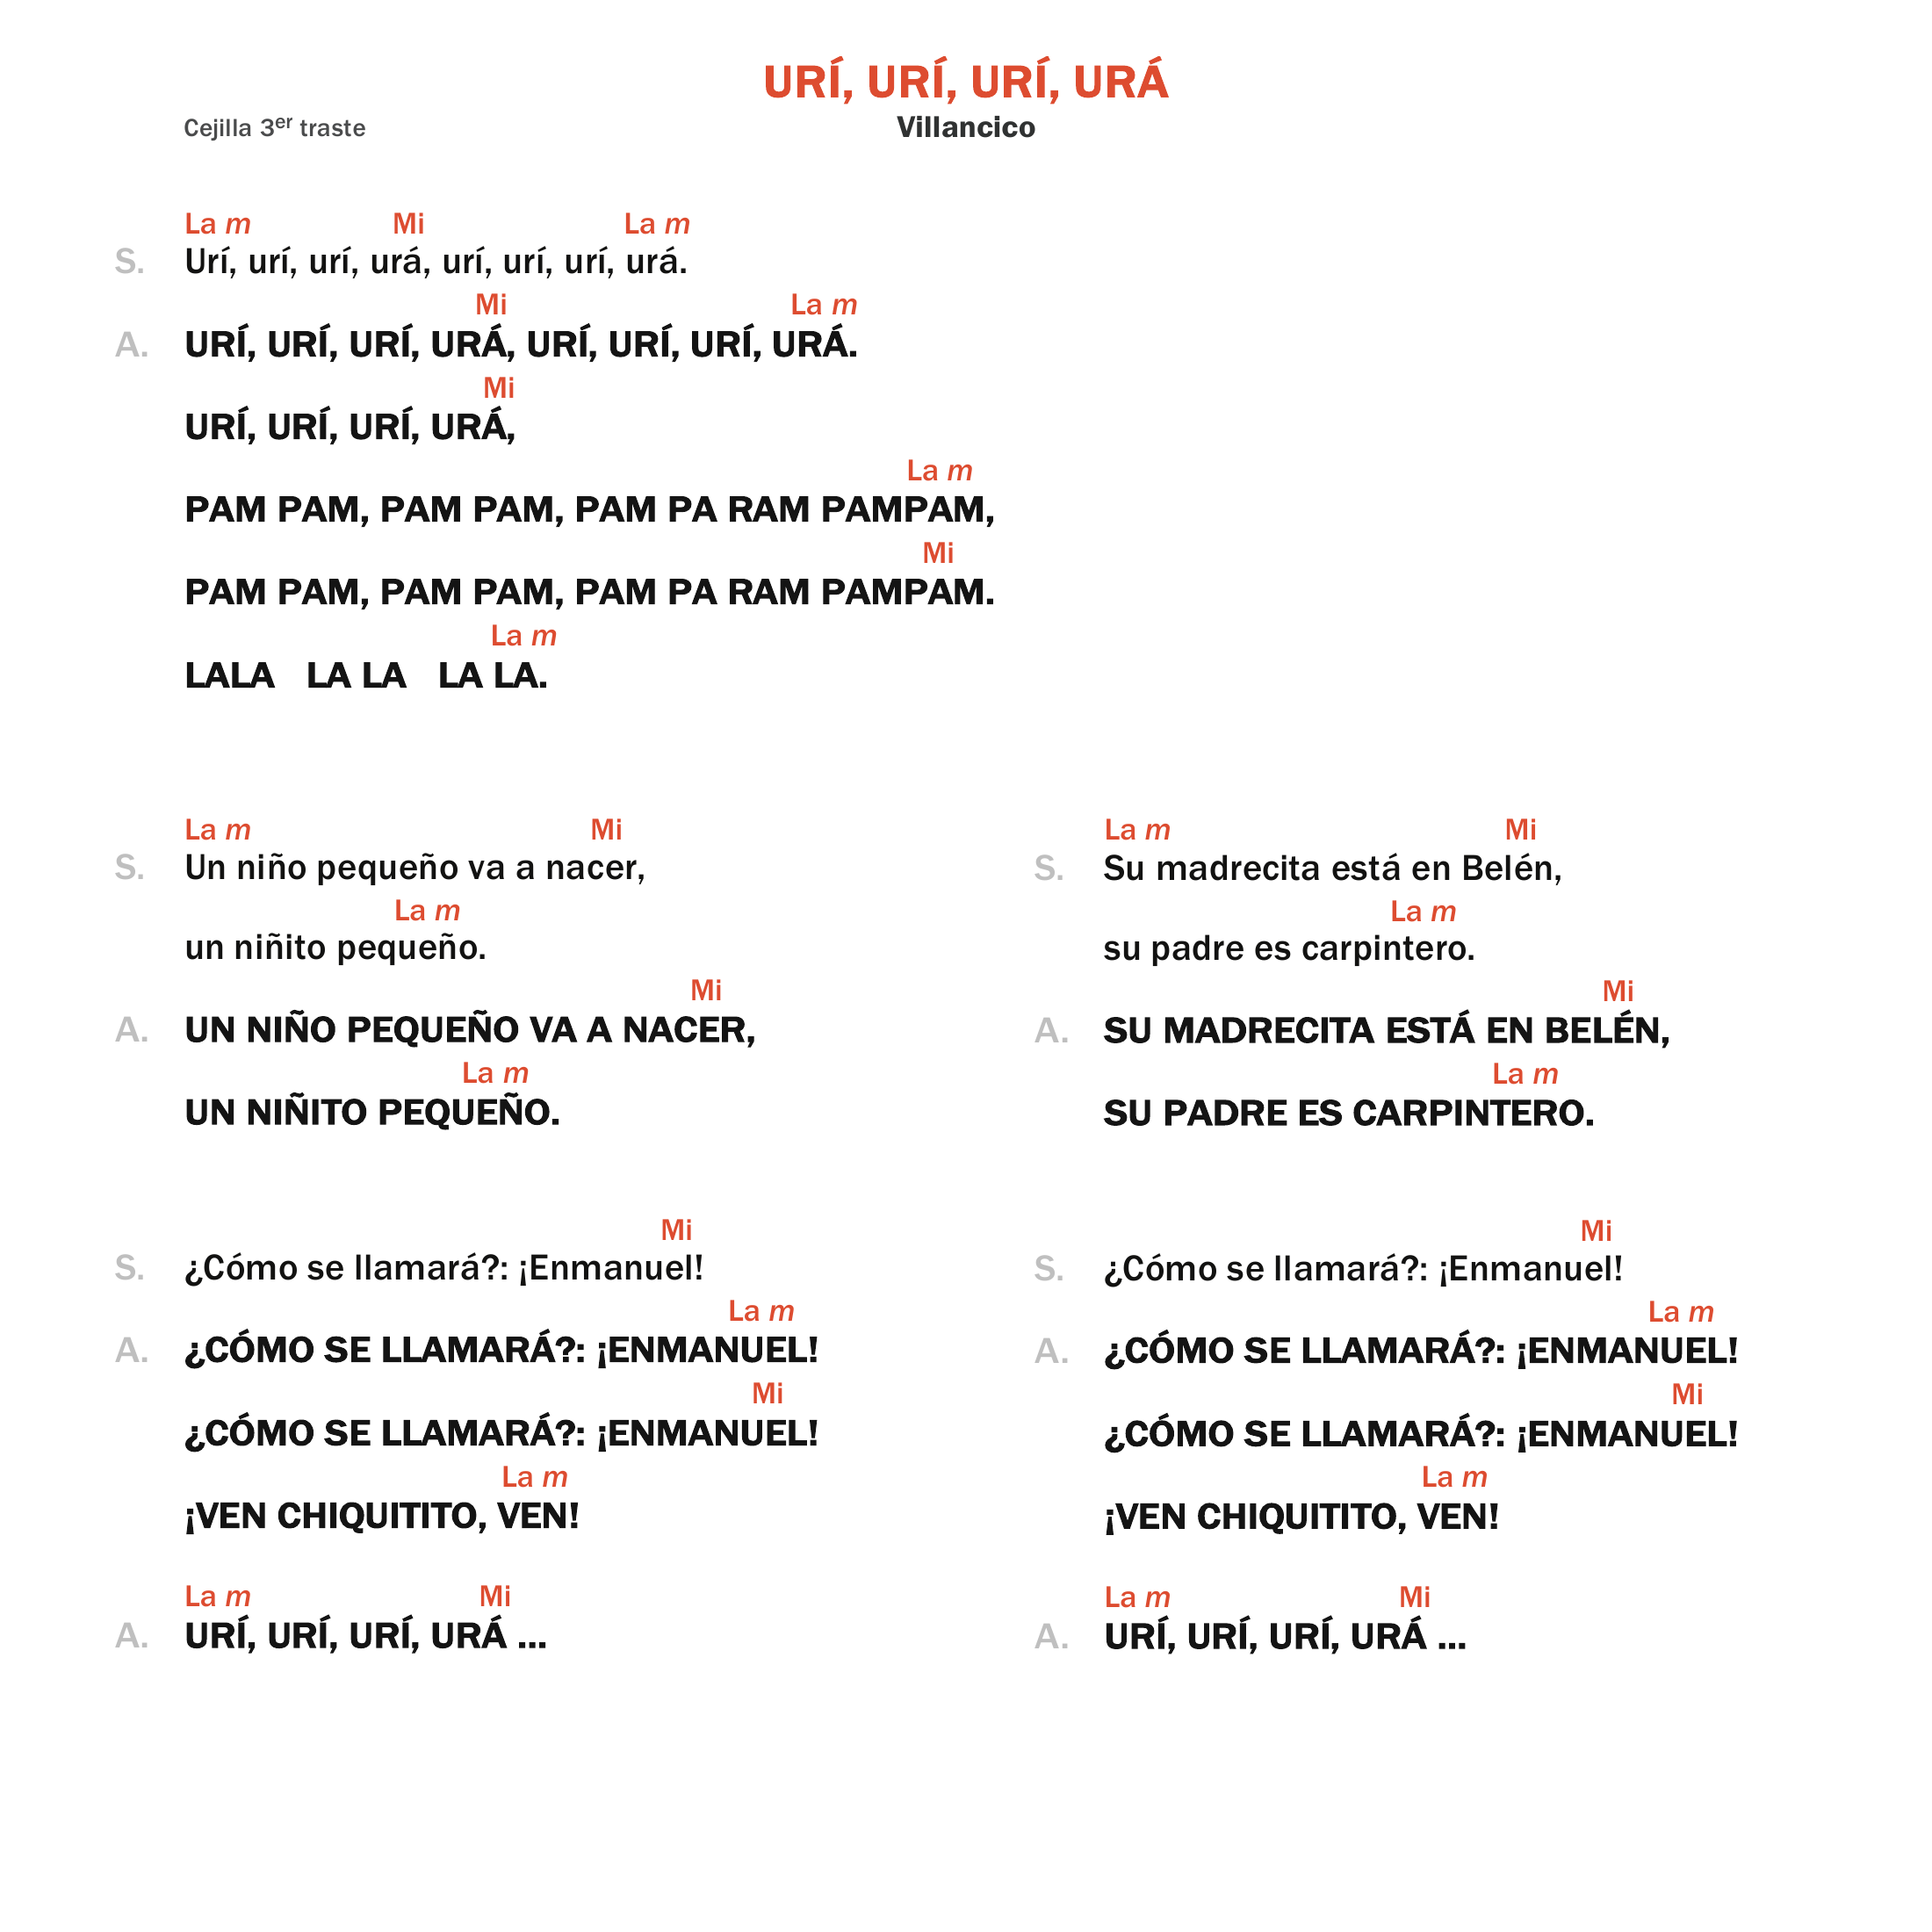 URÍ, URÍ, URÍ, URÁ
Cejilla 3er traste
Villancico
La m Mi La m
S. Urí, urí, urí, urá, urí, urí, urí, urá.
Mi La m
A. URÍ, URÍ, URÍ, URÁ, URÍ, URÍ, URÍ, URÁ.
Mi
URÍ, URÍ, URÍ, URÁ,
La m
PAM PAM, PAM PAM, PAM PA RAM PAMPAM,
Mi
PAM PAM, PAM PAM, PAM PA RAM PAMPAM.
La m
LALA LA LA LA LA.
La m Mi
S. Un niño pequeño va a nacer,
La m
un niñito pequeño.
Mi
A. UN NIÑO PEQUEÑO VA A NACER,
La m
UN NIÑITO PEQUEÑO.
Mi
S. ¿Cómo se llamará?: ¡Enmanuel!
La m
A. ¿CÓMO SE LLAMARÁ?: ¡ENMANUEL!
Mi
¿CÓMO SE LLAMARÁ?: ¡ENMANUEL!
La m
¡VEN CHIQUITITO, VEN!
La m Mi
A. URÍ, URÍ, URÍ, URÁ ...
La m Mi
S. Su madrecita está en Belén,
La m
su padre es carpintero.
Mi
A. SU MADRECITA ESTÁ EN BELÉN,
La m
SU PADRE ES CARPINTERO.
Mi
S. ¿Cómo se llamará?: ¡Enmanuel!
La m
A. ¿CÓMO SE LLAMARÁ?: ¡ENMANUEL!
Mi
¿CÓMO SE LLAMARÁ?: ¡ENMANUEL!
La m
¡VEN CHIQUITITO, VEN!
La m Mi
A. URÍ, URÍ, URÍ, URÁ ...